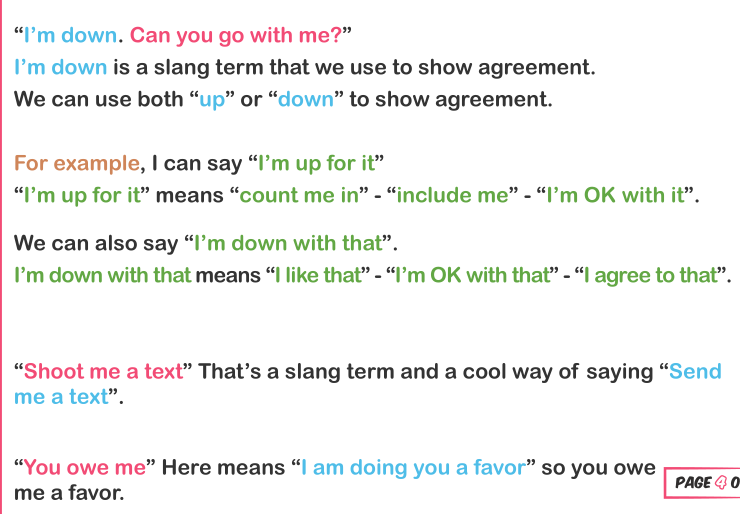 “I’m down. Can you go with me?”
I’m down is a slang term that we use to show agreement.
We can use both “up” or “down” to show agreement.
For example, I can say “I’m up for it”
“I’m up for it” means “count me in” - “include me” - “I’m OK with it”.
We can also say “I’m down with that”.
I’m down with that means “I like that” - “I’m OK with that” - “I agree to that”.
“Shoot me a text” That’s a slang term and a cool way of saying “Send
me a text”.
“You owe me” Here means “I am doing you a favor” so you owe
me a favor.
PAGE 4 O